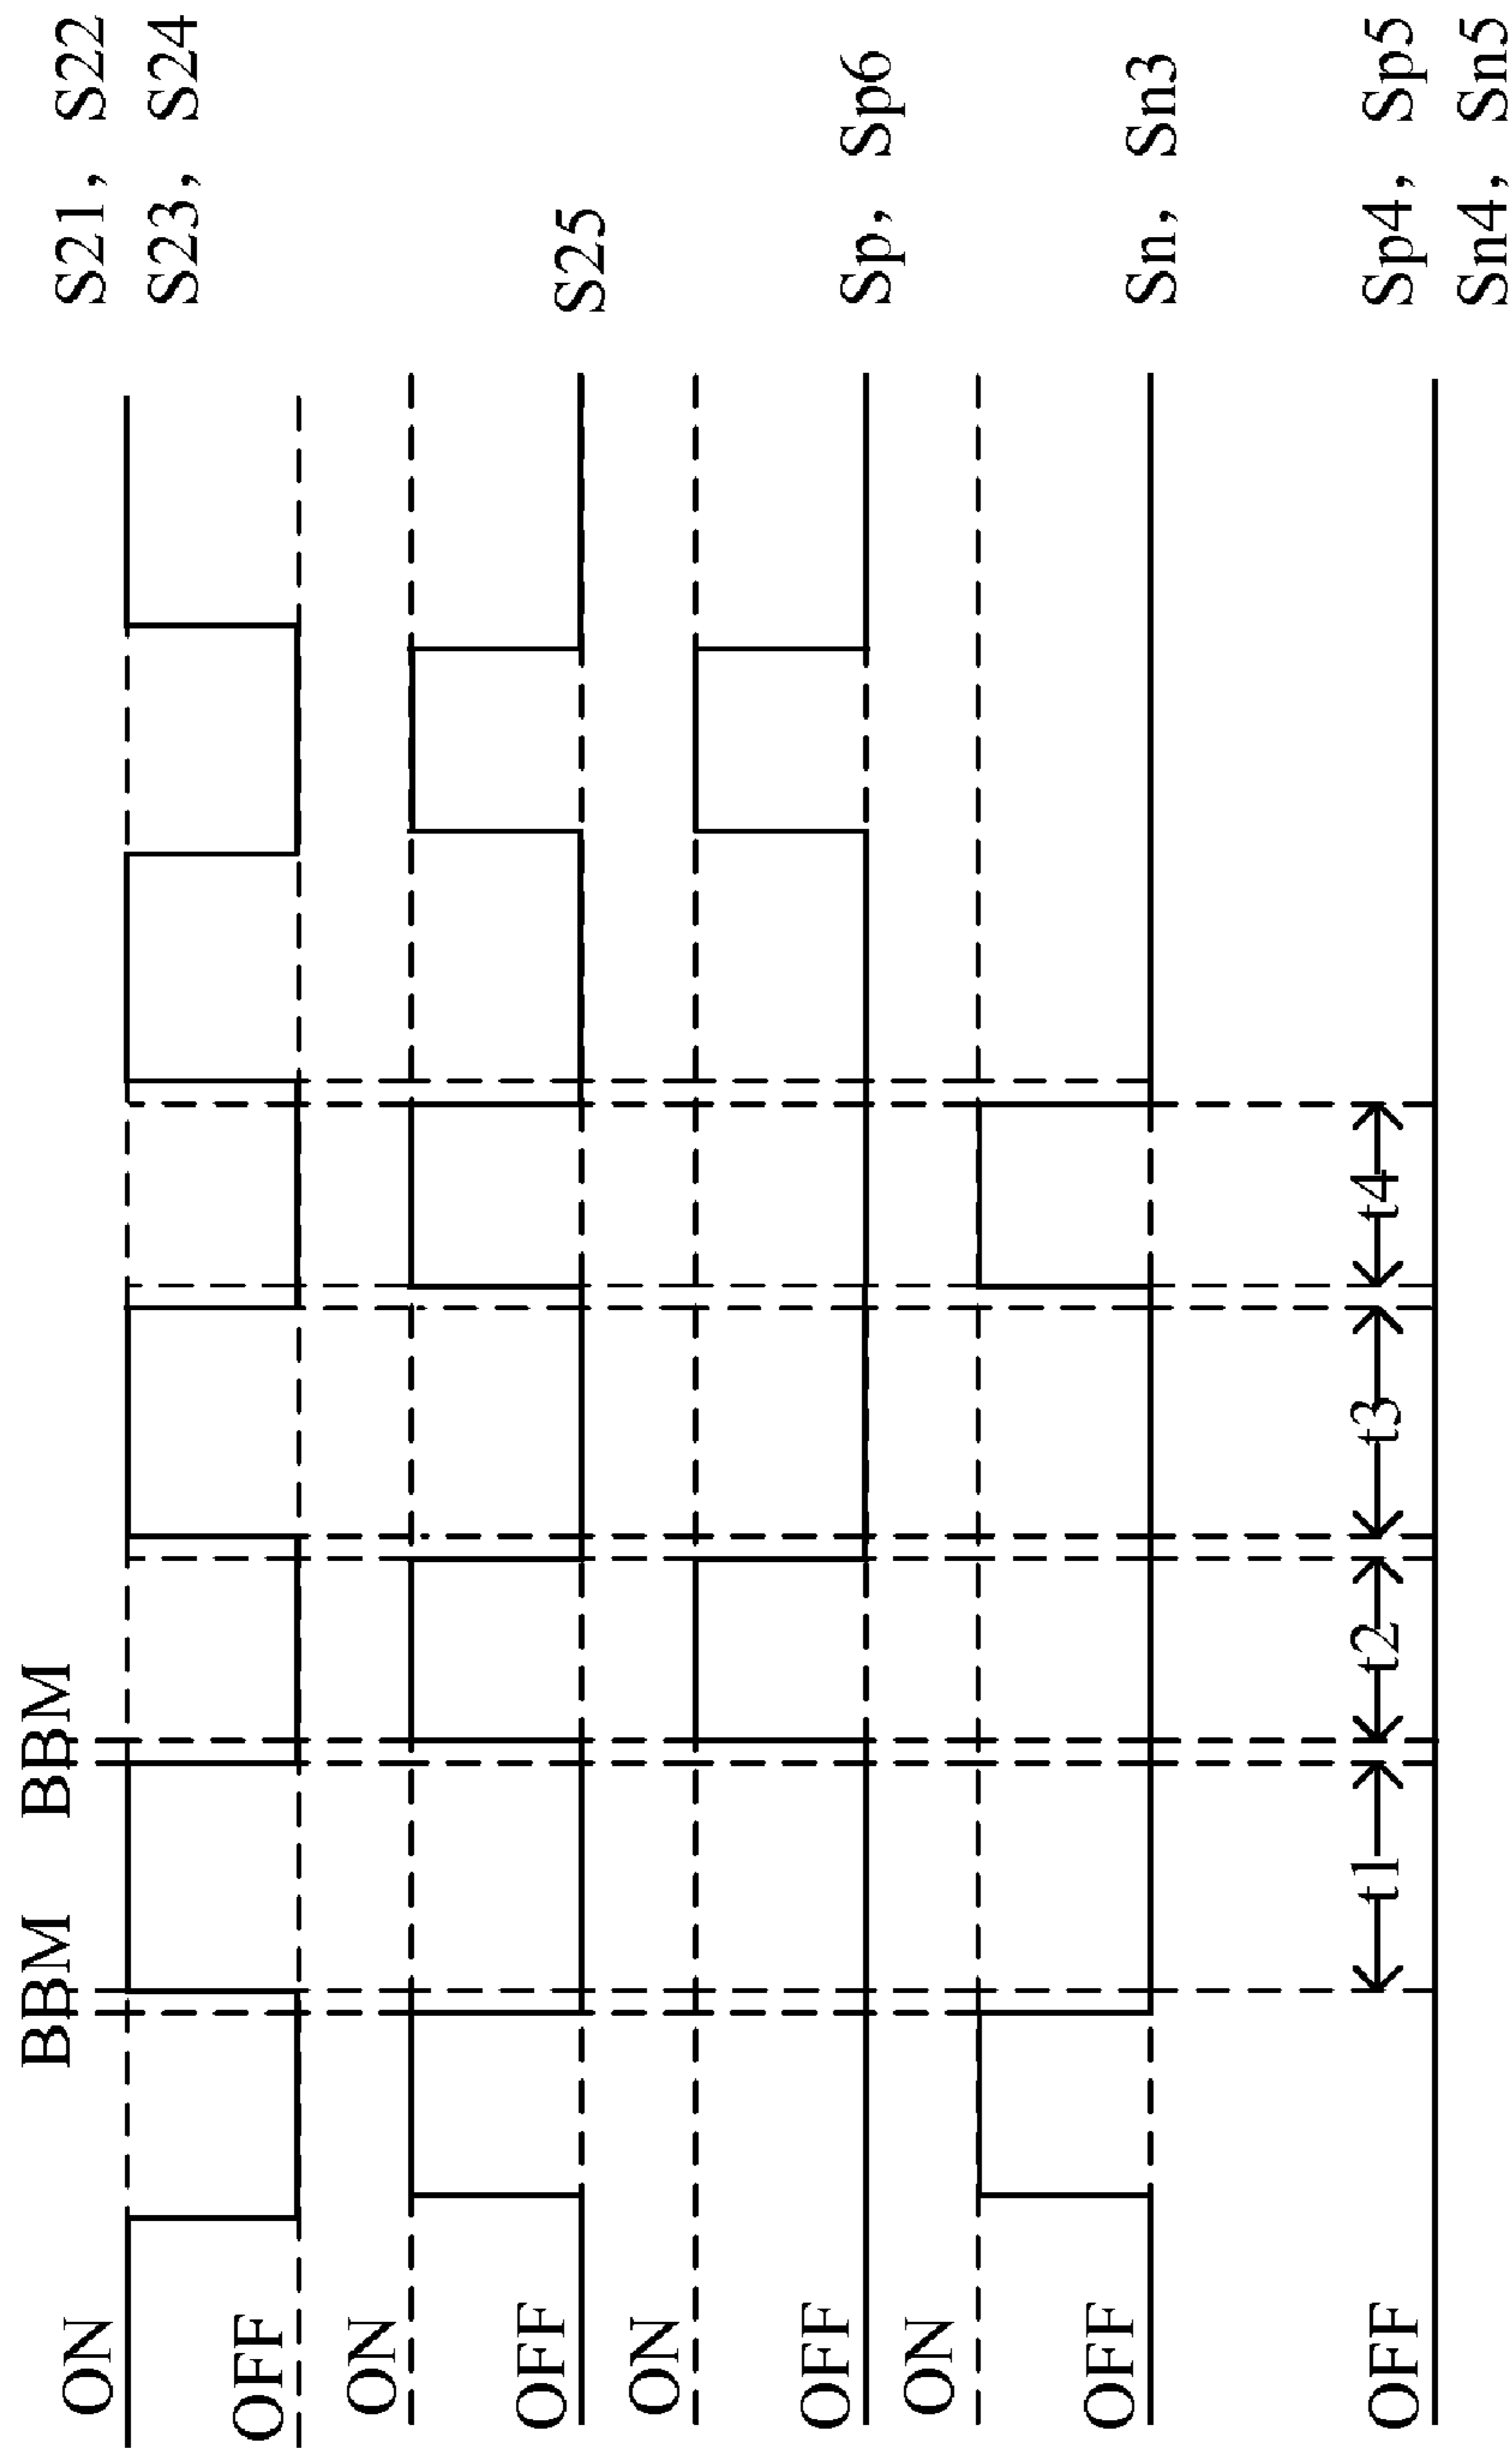 BBM BBM
ON
S21, S22
OFF
S23, S24
ON
OFF
S25
ON
OFF
Sp, Sp6
ON
OFF
Sn, Sn3
t1 t2 t3 t4
OFF
Sp4, Sp5
Sn4, Sn5